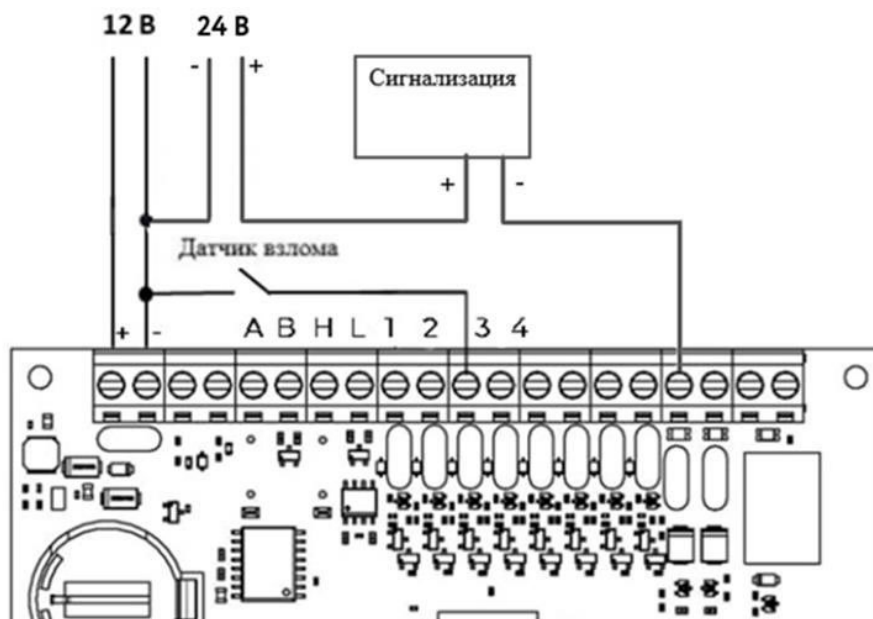 12 В 24 В
- +
Сигнализация
+ -
Датчик взлома
+ - A B H L 1 2 3 4